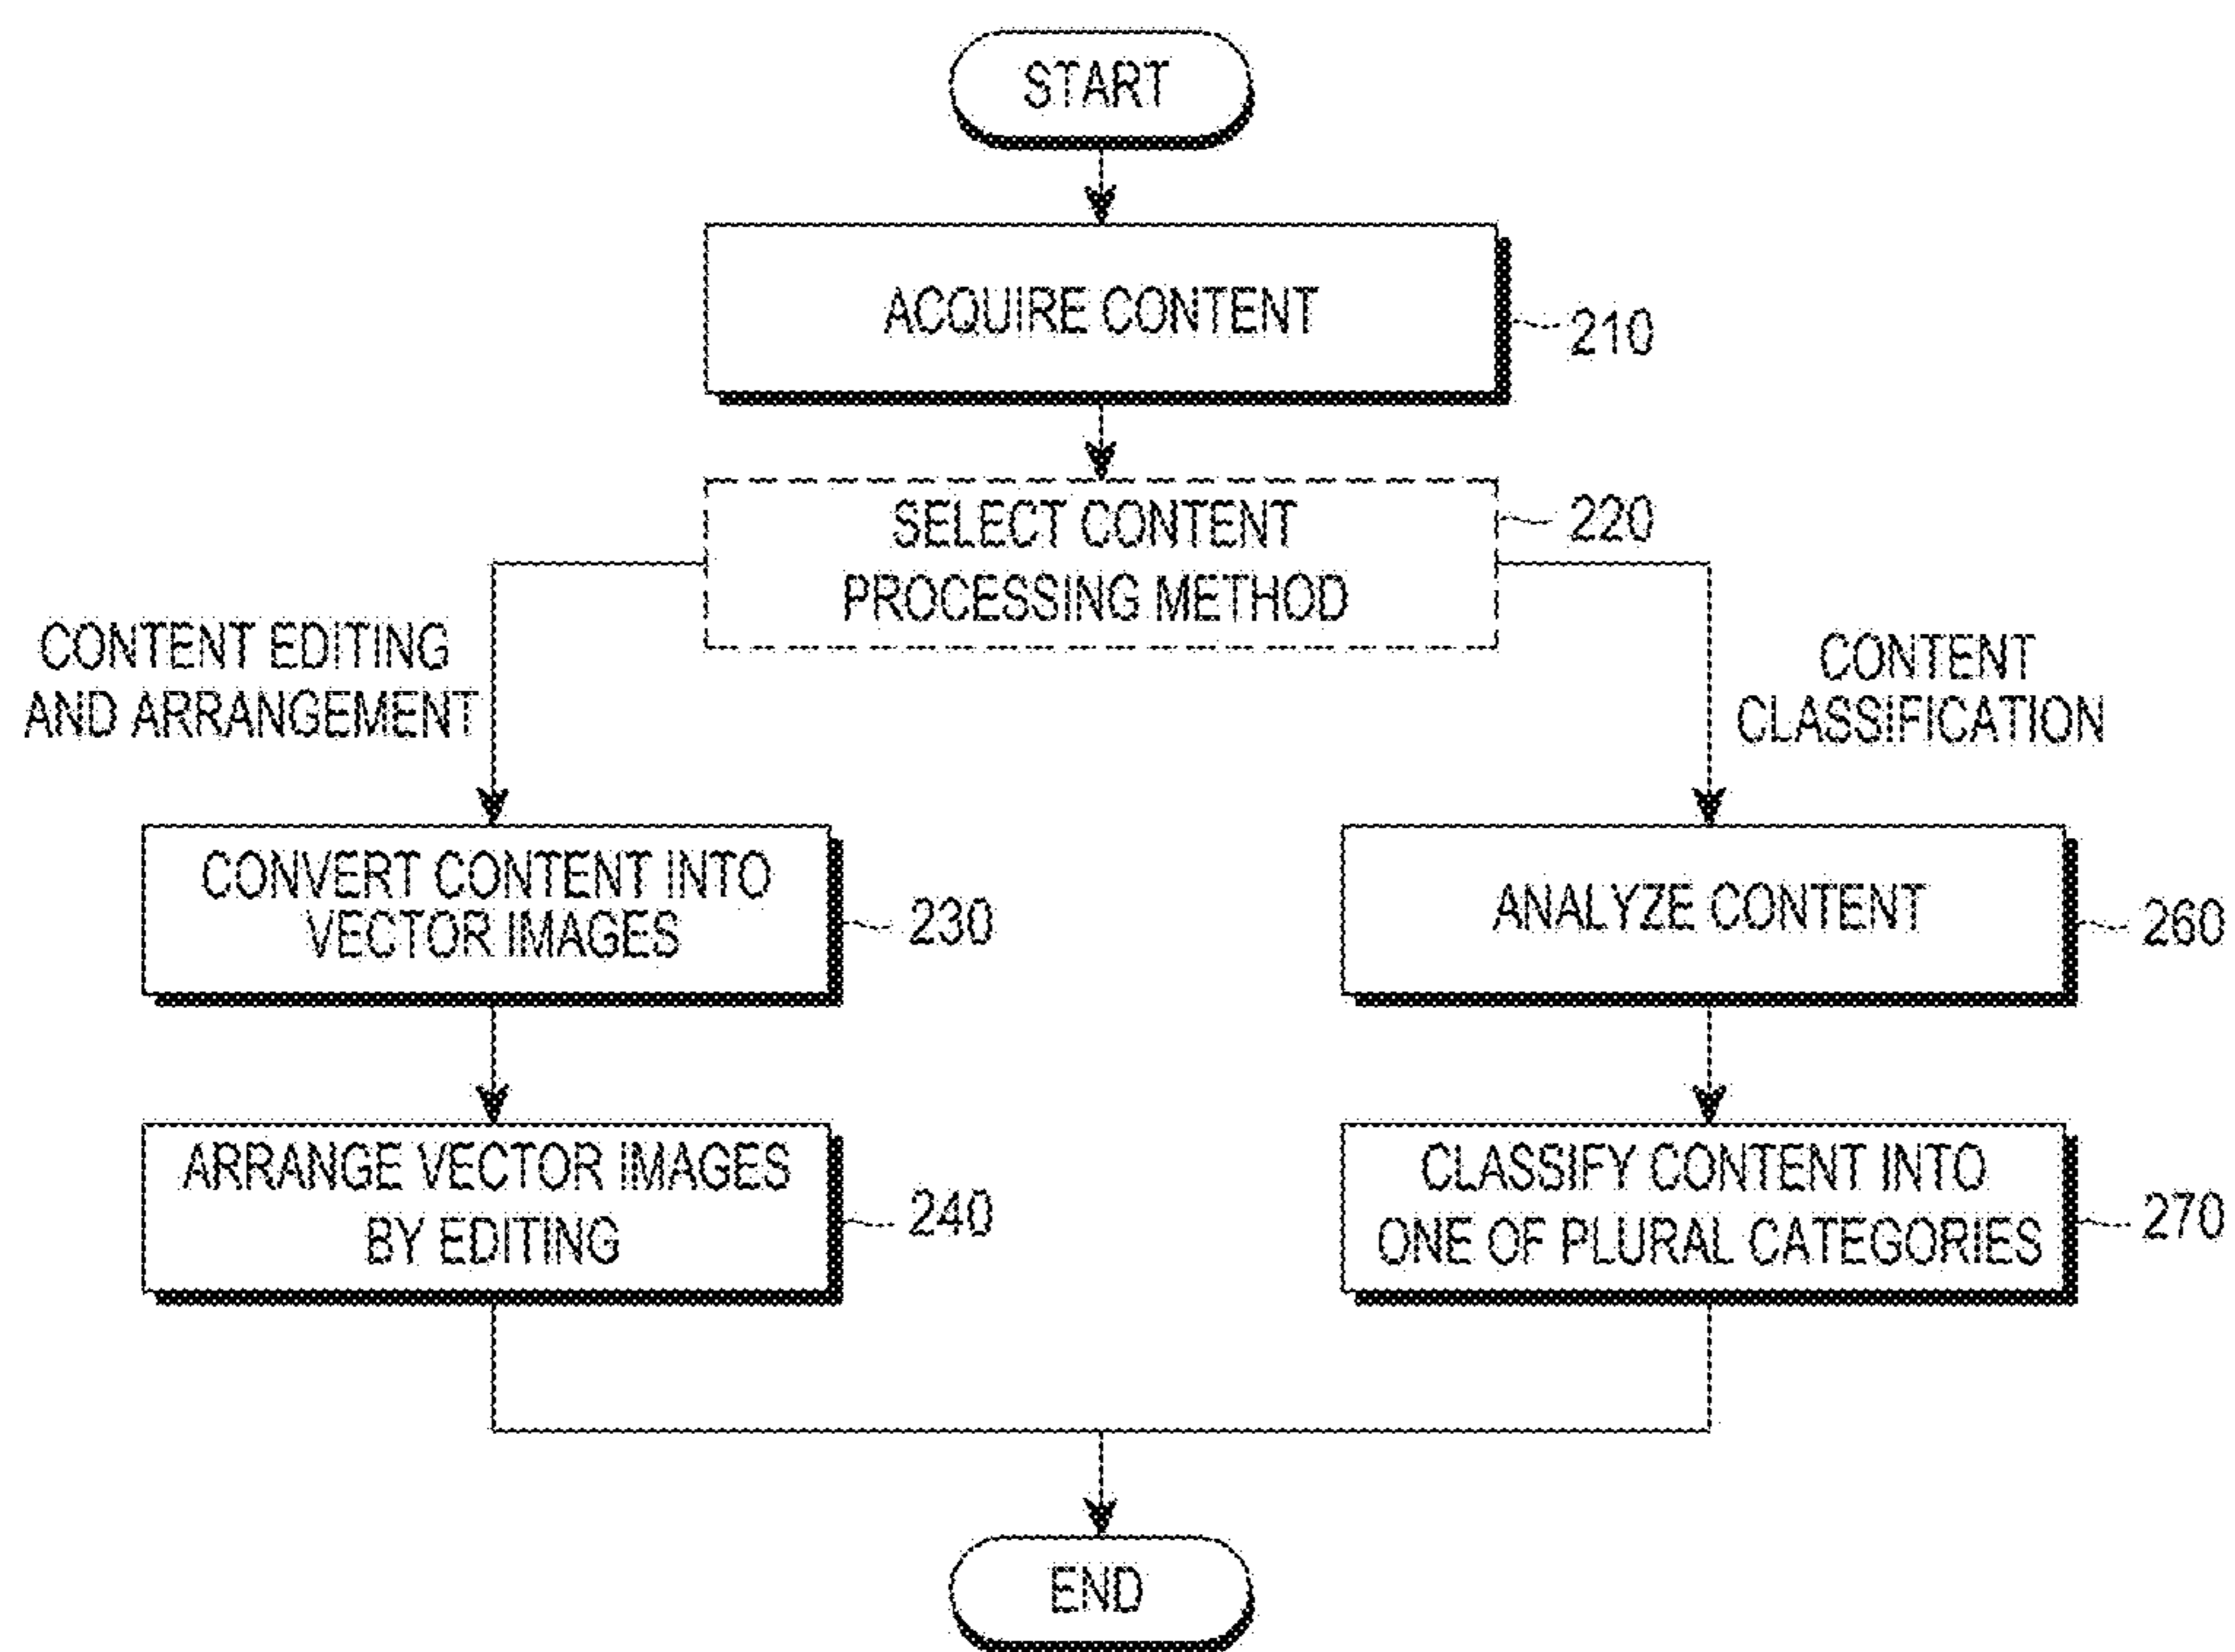 START
ACQUIRE CONTENT
210
SELECT CONTENT
PROCESSING METHOD
220
CONTENT EDITING
AND ARRANGEMENT
CONTENT
CLASSIFICATION
CONVERT CONTENT INTO
VECTOR IMAGES
230
ANALYZE CONTENT
260
ARRANGE VECTOR IMAGES
BY EDITING
240
CLASSIFY CONTENT INTO
ONE OF PLURAL CATEGORIES
270
END